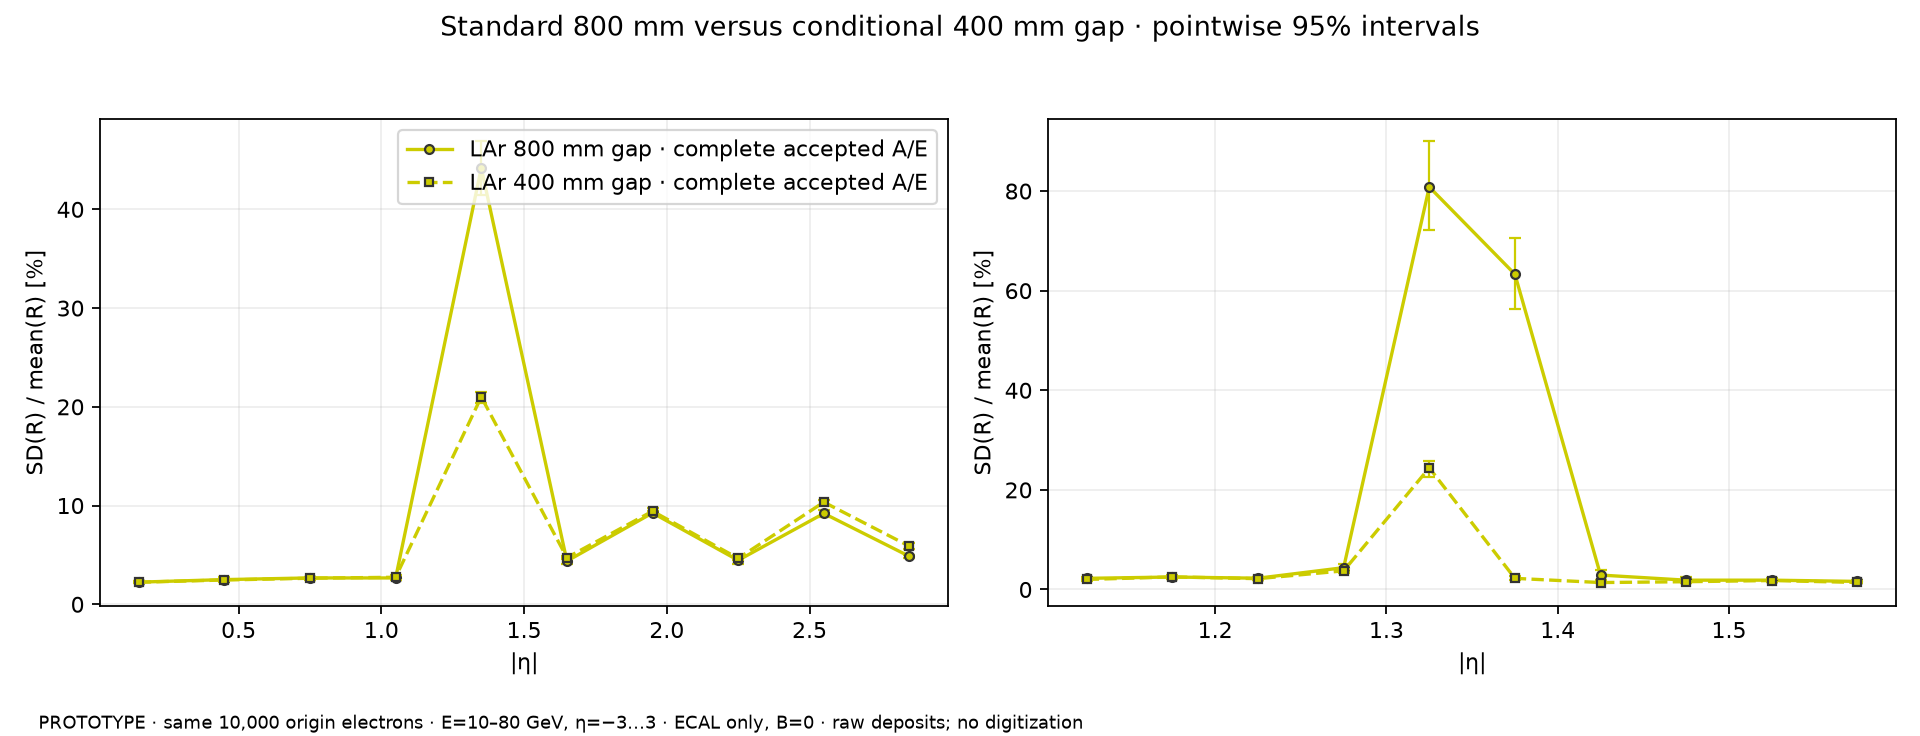 Standard 800 mm versus conditional 400 mm gap · pointwise 95% intervals
LAr 800 mm gap · complete accepted A/E
LAr 400 mm gap · complete accepted A/E
SD(R) / mean(R) [%]
40
30
20
10
0
0.5 1.0 1.5 2.0 2.5
|η|
SD(R) / mean(R) [%]
80
60
40
20
0
1.2 1.3 1.4 1.5
|η|
PROTOTYPE · same 10,000 origin electrons · E=10–80 GeV, η=−3…3 · ECAL only, B=0 · raw deposits; no digitization